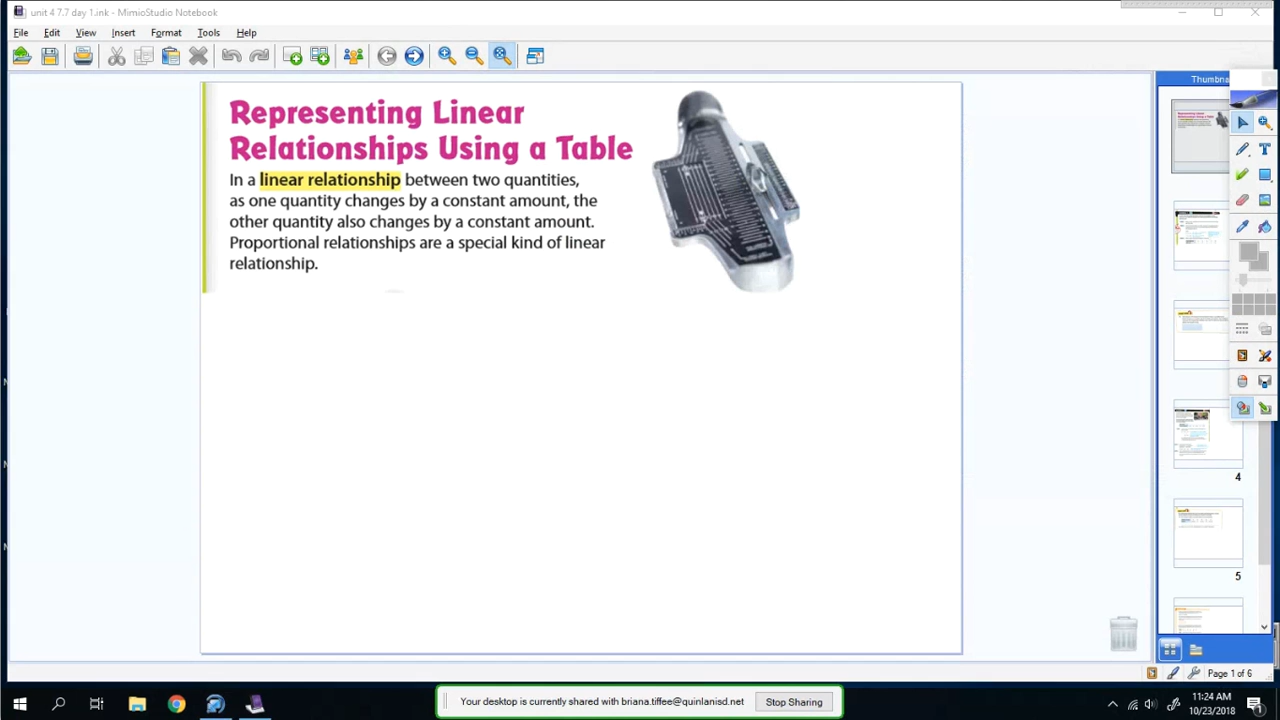 unit 4 7.7 day 1.ink - MimioStudio Notebook
File Edit View Insert Format Tools Help
Thumbna
Representing Linear
Relationships Using a Table
In a linear relationship between two quantities,
as one quantity changes by a constant amount, the
other quantity also changes by a constant amount.
Proportional relationships are a special kind of linear
relationship.
4
5
Page 1 of 6
Your desktop is currently shared with briana.tiffee@quinlanisd.net Stop Sharing
11:24 AM
10/23/2018
1